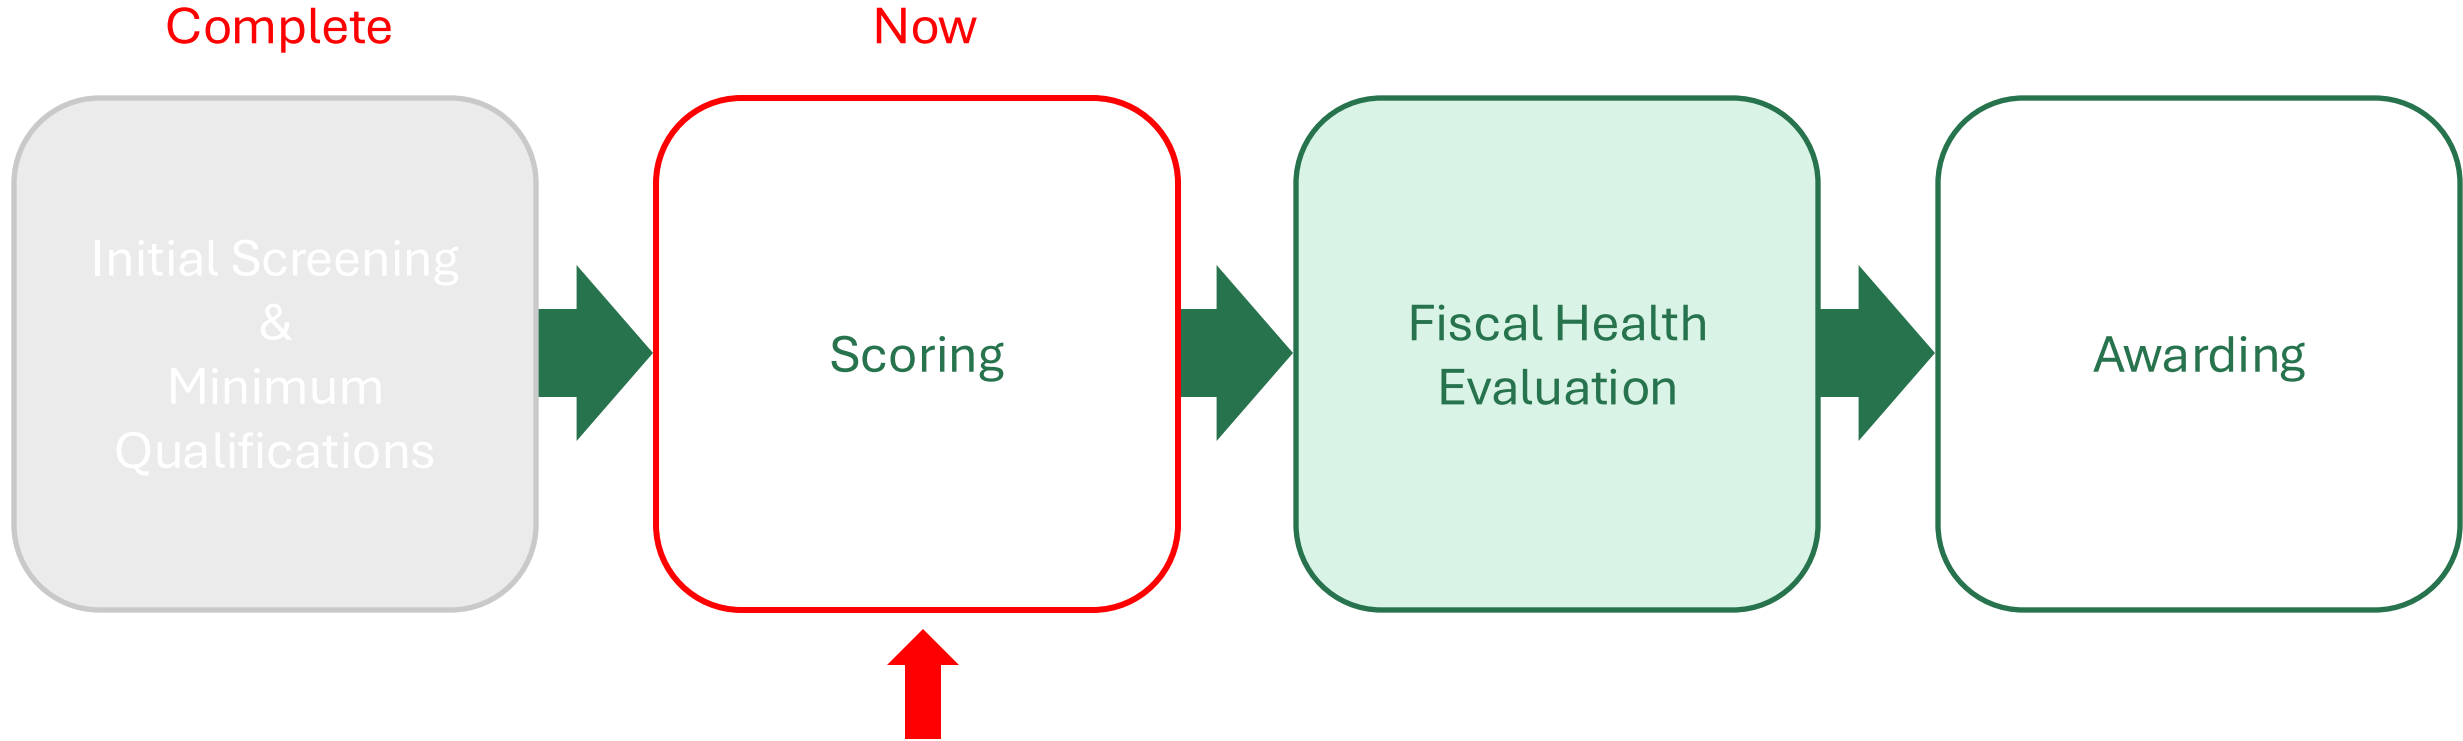 Complete
Now
Initial Screening
&
Minimum
Qualifications
Scoring
Fiscal Health
Evaluation
Awarding